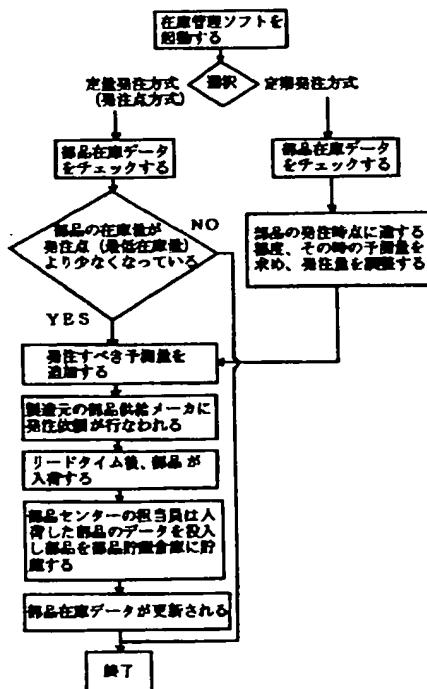 在庫管理ソフトを
起動する
選択
定量発注方式
(発注点方式)
定期発注方式
部品在庫データ
をチェックする
部品在庫データ
をチェックする
部品の在庫量が
発注点(最低在庫量)
より少なくなっている
NO
YES
部品の発注時点に達する
都度、その時の予測量を
求め、発注量を調整する
発注すべき予測量を
追加する
製造元の部品供給メーカに
発注依頼が行なわれる
リードタイム後、部品が
入荷する
部品センターの担当員は入
荷した部品のデータを投入
し部品を部品貯蔵倉庫に貯
蔵する
部品在庫データが更新される
終了